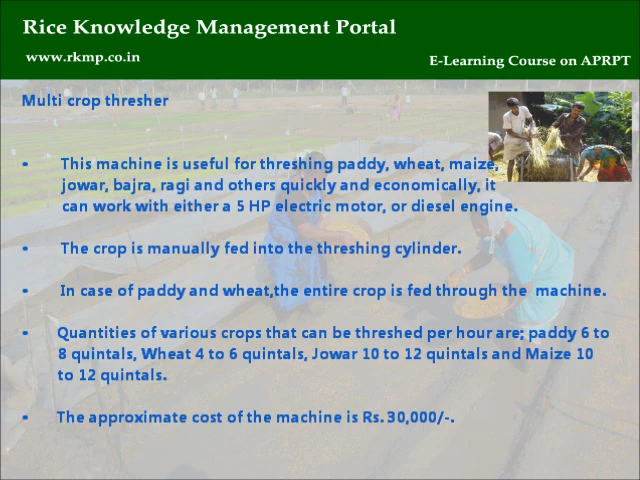 Rice Knowledge Management Portal
www.rkmp.co.in
E-Learning Course on APRPT
Multi crop thresher
• This machine is useful for threshing paddy, wheat, maize,
jowar, bajra, ragi and others quickly and economically, it
can work with either a 5 HP electric motor, or diesel engine.
• The crop is manually fed into the threshing cylinder.
• In case of paddy and wheat,the entire crop is fed through the machine.
• Quantities of various crops that can be threshed per hour are; paddy 6 to
8 quintals, Wheat 4 to 6 quintals, Jowar 10 to 12 quintals and Maize 10
to 12 quintals.
• The approximate cost of the machine is Rs. 30,000/-.